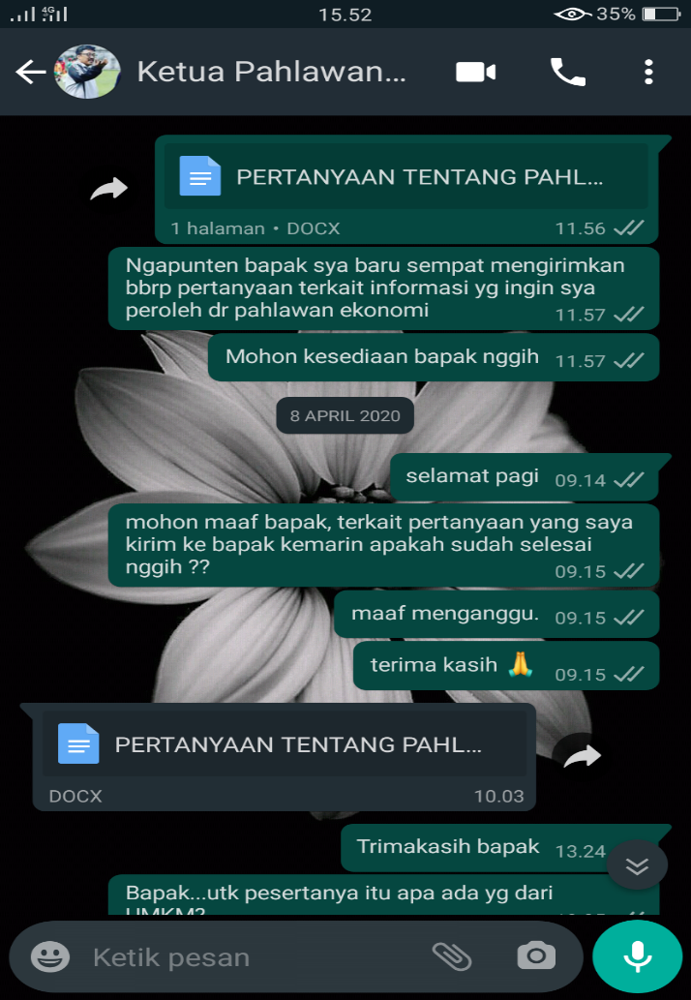 4G
15.52
35%
Ketua Pahlawan...
PERTANYAAN TENTANG PAHL...
1 halaman • DOCX 11.56
Ngapunten bapak sya baru sempat mengirimkan
bbrp pertanyaan terkait informasi yg ingin sya
peroleh dr pahlawan ekonomi 11.57
Mohon kesediaan bapak nggih 11.57
8 APRIL 2020
selamat pagi 09.14
mohon maaf bapak, terkait pertanyaan yang saya
kirim ke bapak kemarin apakah sudah selesai
nggih ?? 09.15
maaf menganggu. 09.15
terima kasih 🙏 09.15
PERTANYAAN TENTANG PAHL...
DOCX 10.03
Trimakasih bapak 13.24
Bapak...utk pesertanya itu apa ada yg dari
UMKM?
Ketik pesan